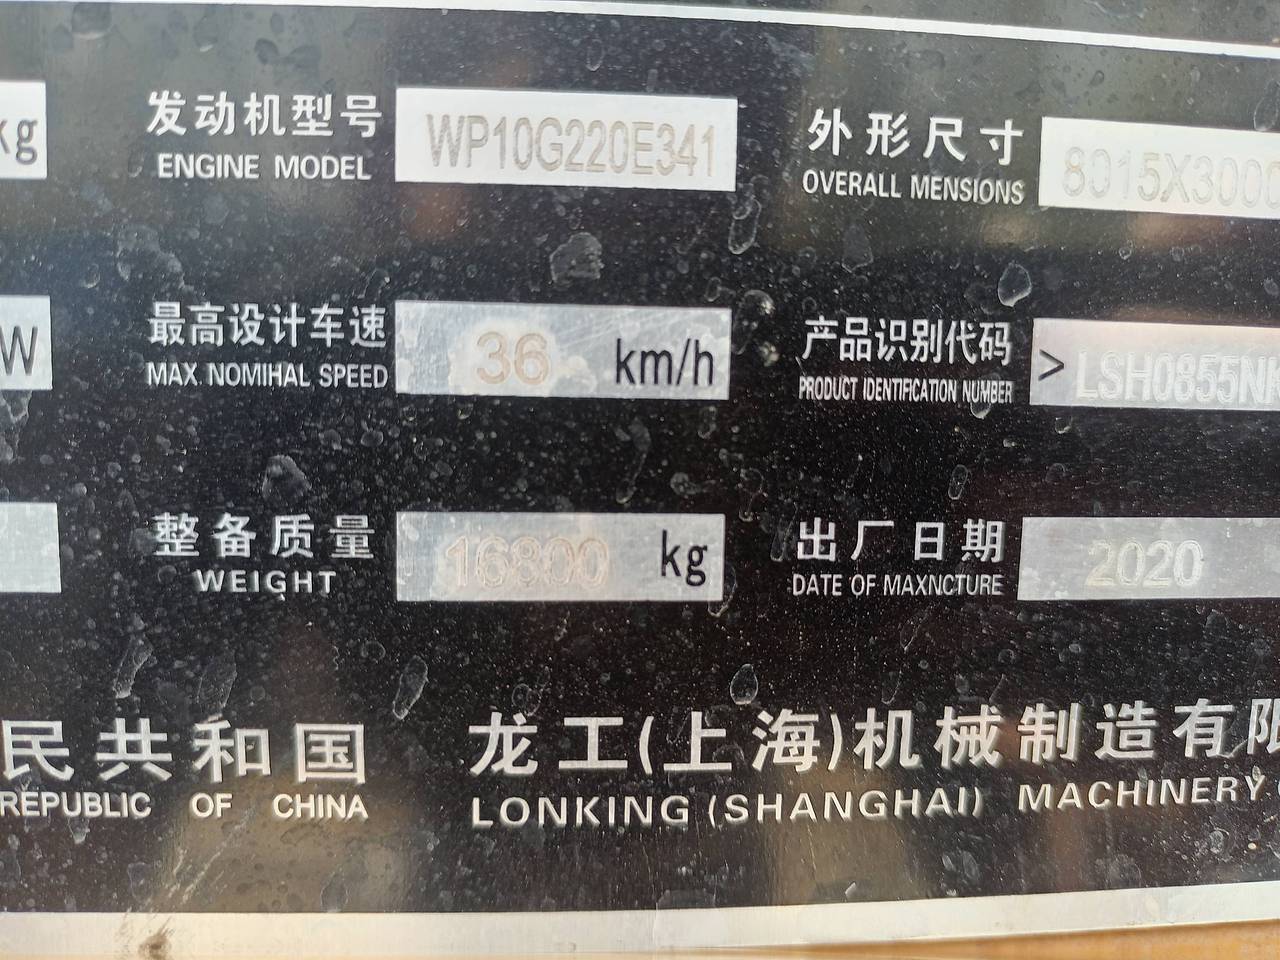 kg
发动机型号 WP10G220E341
ENGINE MODEL
外形尺寸 8015X3000
OVERALL MENSIONS
W
最高设计车速 36 km/h
MAX. NOMIHAL SPEED
产品识别代码 >LSH0855N
PRODUCT IDENTIFICATION NUMBER
整备质量 16800 kg
WEIGHT
出厂日期 2020
DATE OF MAXNCTURE
民共和国
REPUBLIC OF CHINA
龙工(上海)机械制造有限
LONKING (SHANGHAI) MACHINERY